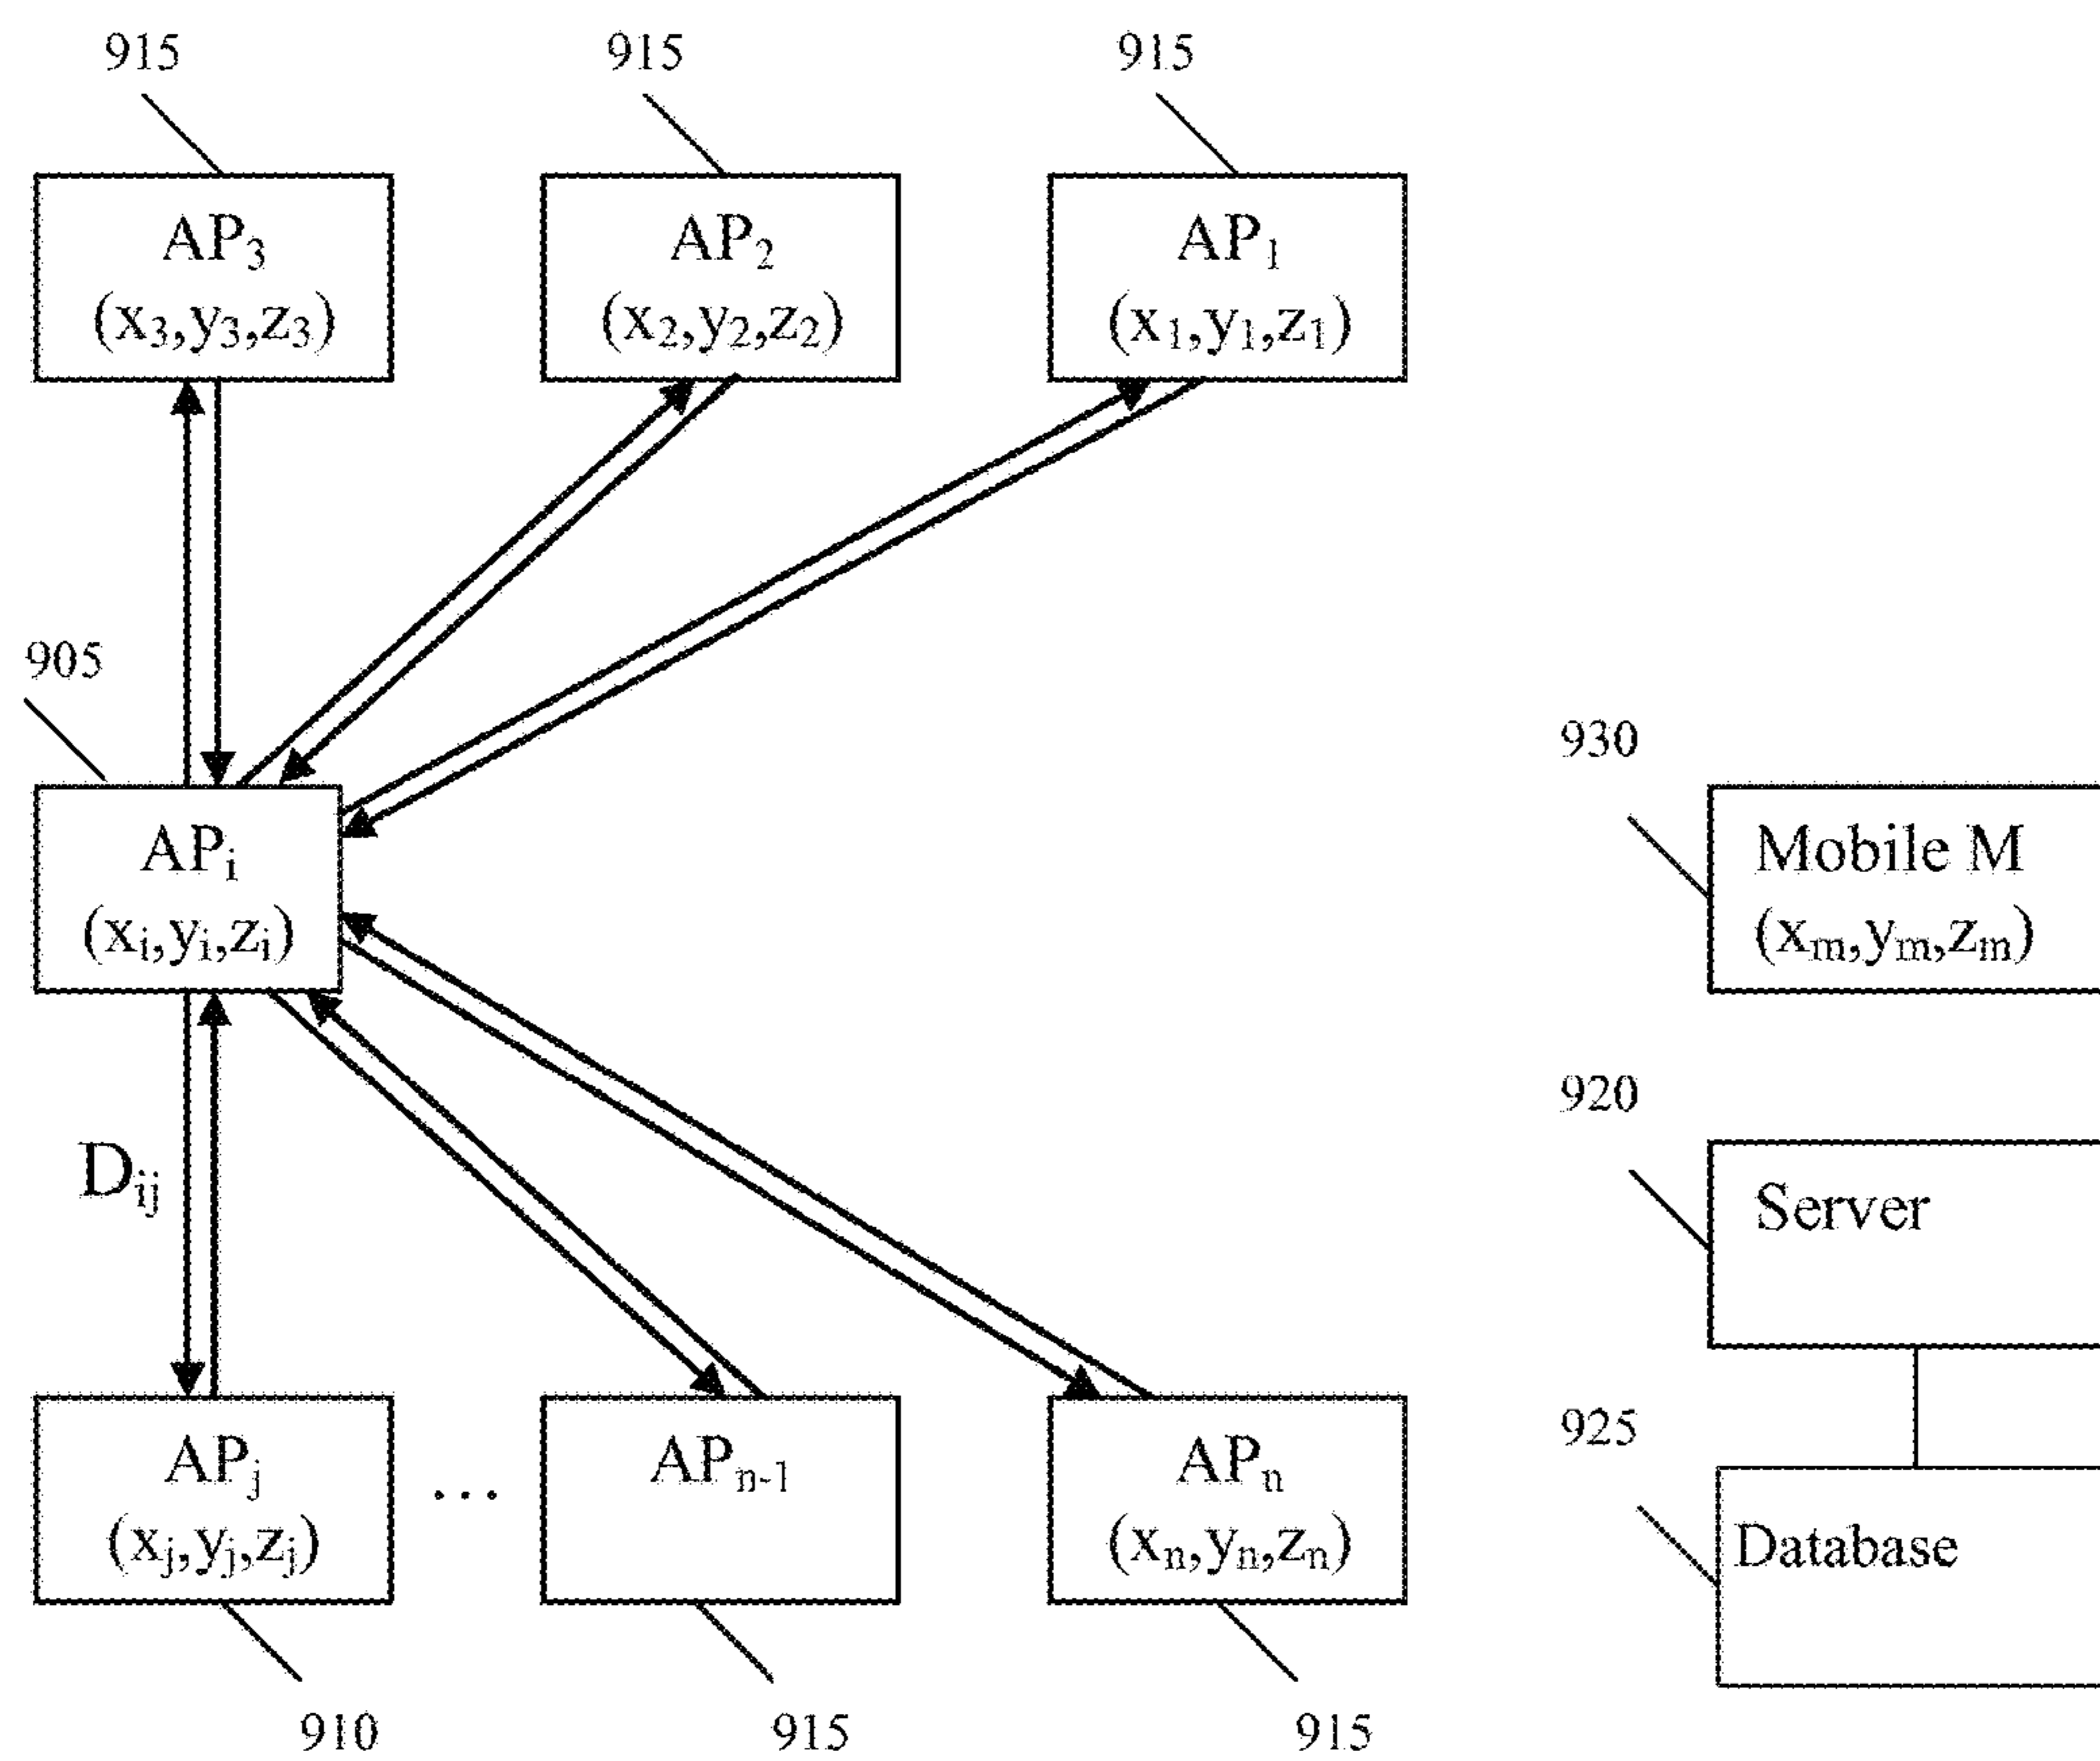 915 915 915
AP₃
(x₃,y₃,z₃)
AP₂
(x₂,y₂,z₂)
AP₁
(x₁,y₁,z₁)
905
APᵢ
(xᵢ,yᵢ,zᵢ)
930
Mobile M
(xₘ,yₘ,zₘ)
Dᵢⱼ
920
Server
APⱼ
(xⱼ,yⱼ,zⱼ)
...
APₙ₋₁
APₙ
(xₙ,yₙ,zₙ)
925
Database
910 915 915